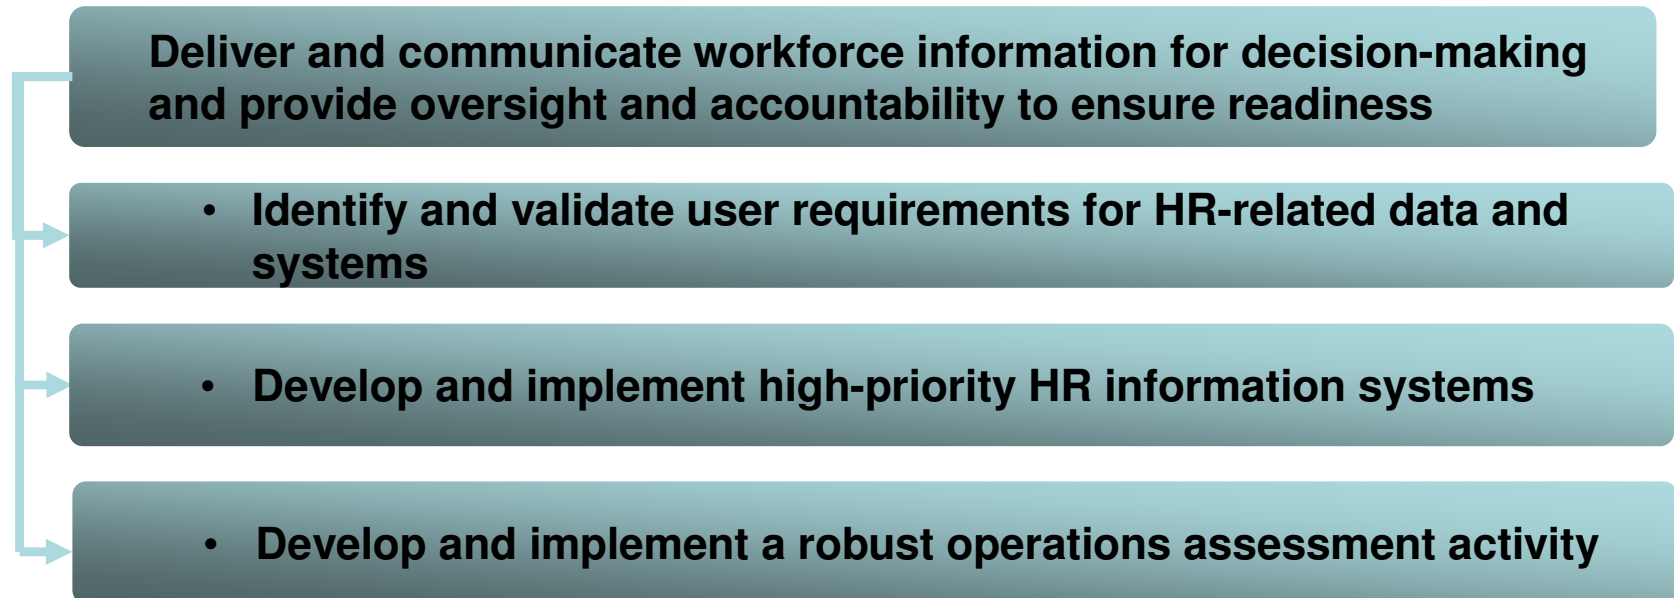 Deliver and communicate workforce information for decision-making
and provide oversight and accountability to ensure readiness
• Identify and validate user requirements for HR-related data and
systems
• Develop and implement high-priority HR information systems
• Develop and implement a robust operations assessment activity